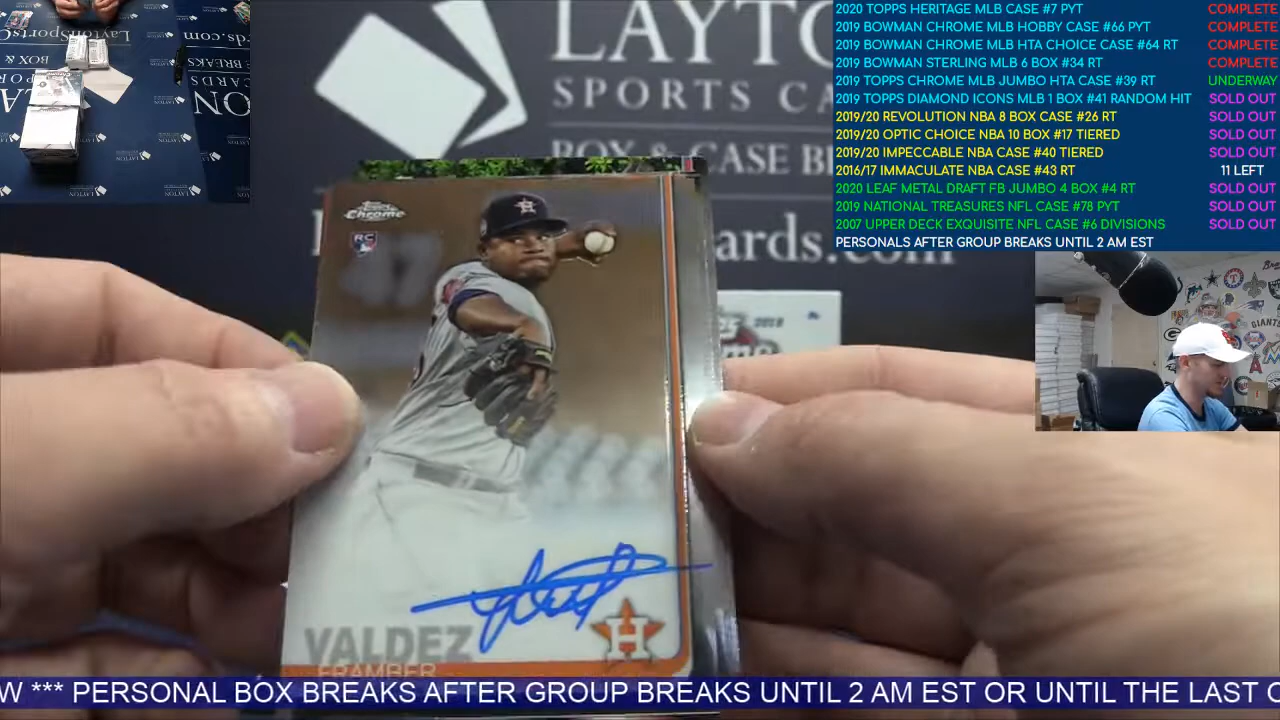 LAYTO
SPORTS CA
BOX & CASE BR
rds.com
2020 TOPPS HERITAGE MLB CASE #7 PYT COMPLETE
2019 BOWMAN CHROME MLB HOBBY CASE #66 PYT COMPLETE
2019 BOWMAN CHROME MLB HTA CHOICE CASE #64 RT COMPLETE
2019 BOWMAN STERLING MLB 6 BOX #34 RT COMPLETE
2019 TOPPS CHROME MLB JUMBO HTA CASE #39 RT UNDERWAY
2019 TOPPS DIAMOND ICONS MLB 1 BOX #41 RANDOM HIT SOLD OUT
2019/20 REVOLUTION NBA 8 BOX CASE #26 RT SOLD OUT
2019/20 OPTIC CHOICE NBA 10 BOX #17 TIERED SOLD OUT
2019/20 IMPECCABLE NBA CASE #40 TIERED SOLD OUT
2016/17 IMMACULATE NBA CASE #43 RT 11 LEFT
2020 LEAF METAL DRAFT FB JUMBO 4 BOX #4 RT SOLD OUT
2019 NATIONAL TREASURES NFL CASE #78 PYT SOLD OUT
2007 UPPER DECK EXQUISITE NFL CASE #6 DIVISIONS SOLD OUT
PERSONALS AFTER GROUP BREAKS UNTIL 2 AM EST
Topps
Chrome
RC
H
VALDEZ
FRAMBER
H
GIANTS
W *** PERSONAL BOX BREAKS AFTER GROUP BREAKS UNTIL 2 AM EST OR UNTIL THE LAST C